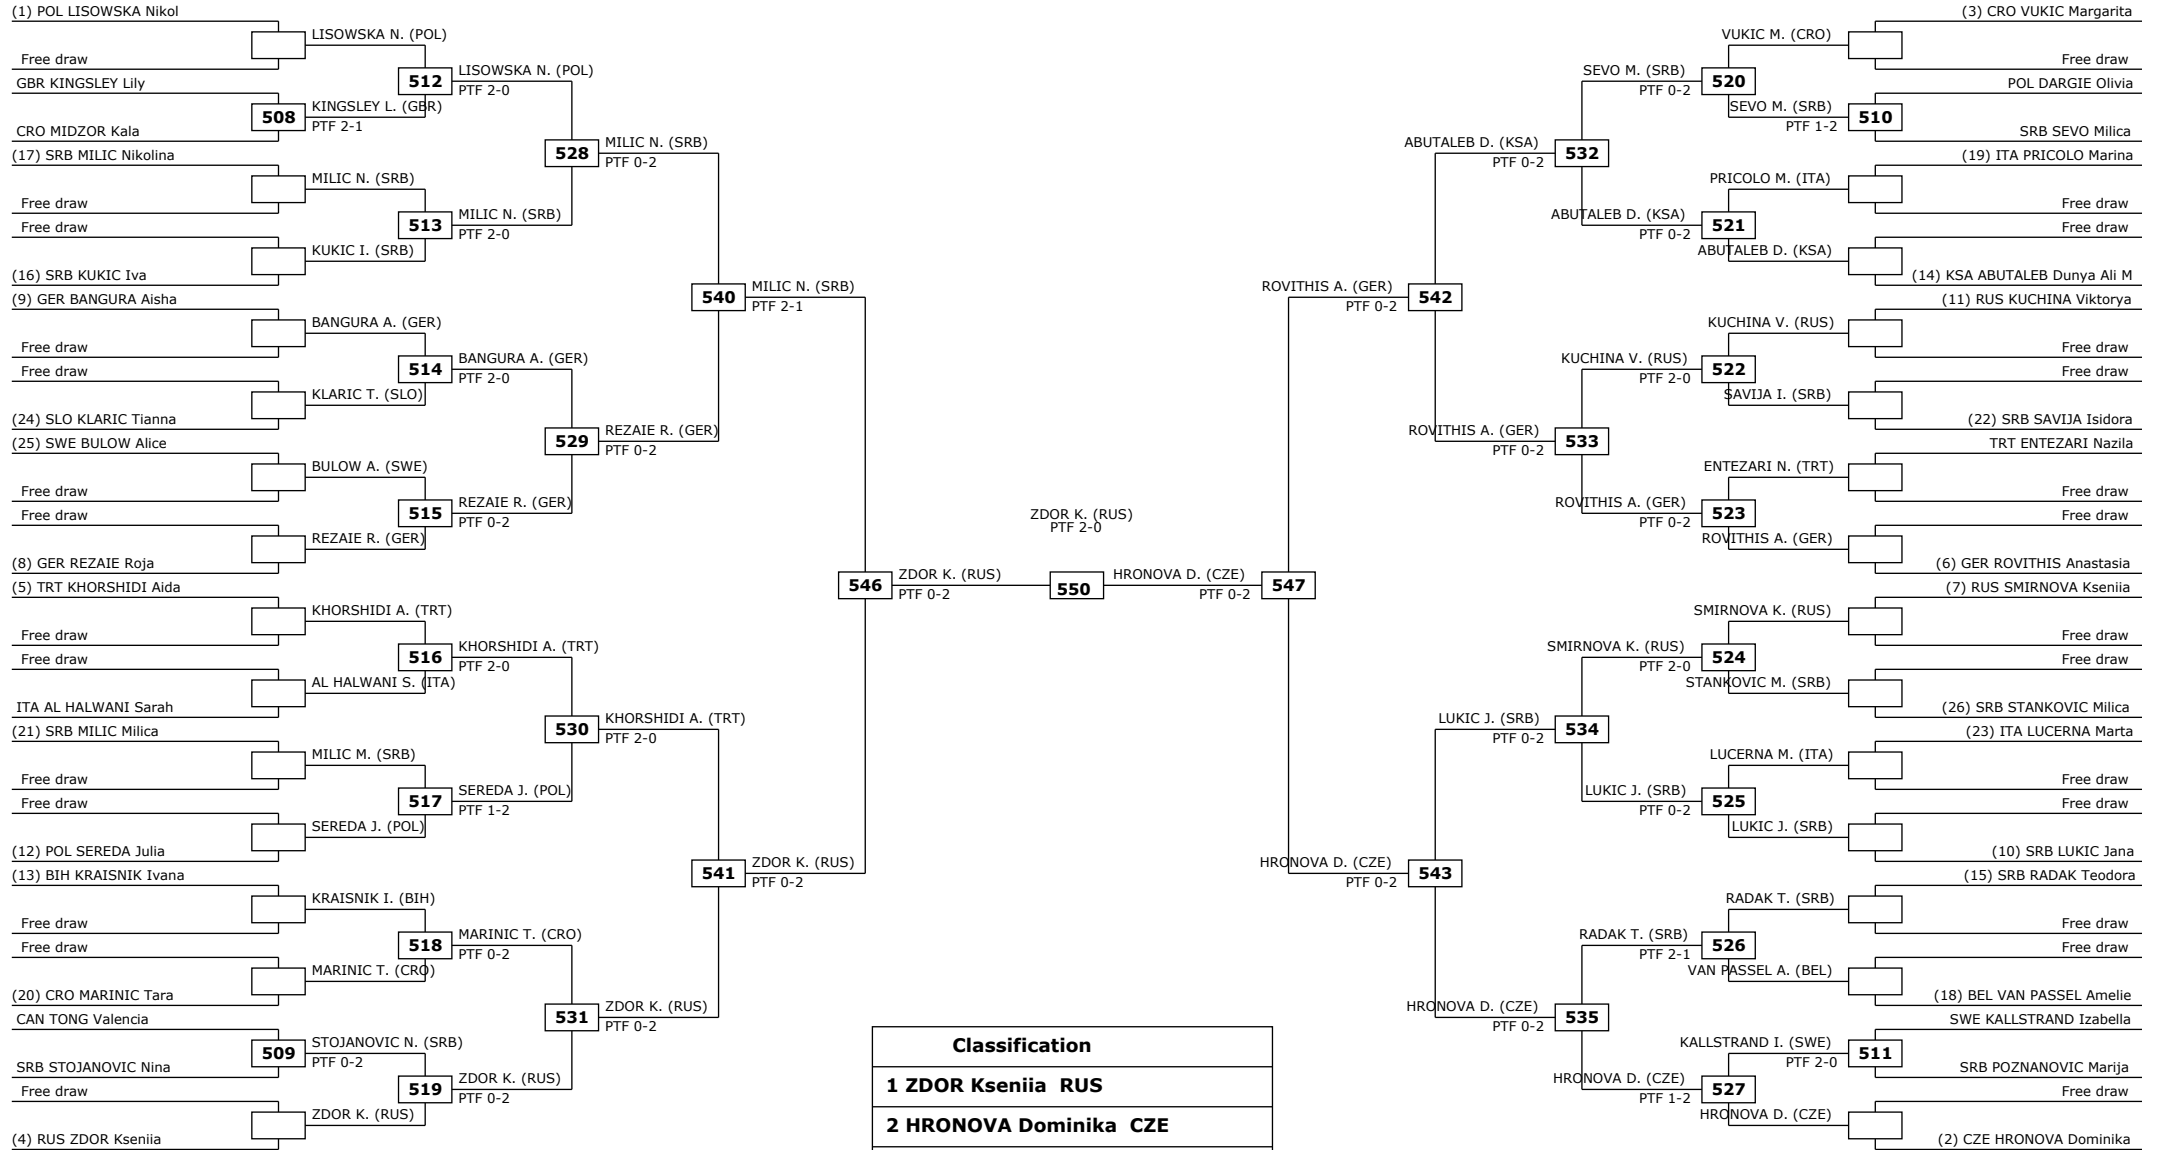 (1) POL LISOWSKA Nikol
Free draw
GBR KINGSLEY Lily
CRO MIDZOR Kala
(17) SRB MILIC Nikolina
Free draw
Free draw
(16) SRB KUKIC Iva
(9) GER BANGURA Aisha
Free draw
Free draw
(24) SLO KLARIC Tianna
(25) SWE BULOW Alice
Free draw
Free draw
(8) GER REZAIE Roja
(5) TRT KHORSHIDI Aida
Free draw
Free draw
ITA AL HALWANI Sarah
(21) SRB MILIC Milica
Free draw
Free draw
(12) POL SEREDA Julia
(13) BIH KRAISNIK Ivana
Free draw
Free draw
(20) CRO MARINIC Tara
CAN TONG Valencia
SRB STOJANOVIC Nina
Free draw
(4) RUS ZDOR Kseniia
LISOWSKA N. (POL)
508
KINGSLEY L. (GBR)
PTF 2-1
MILIC N. (SRB)
KUKIC I. (SRB)
BANGURA A. (GER)
KLARIC T. (SLO)
BULOW A. (SWE)
REZAIE R. (GER)
KHORSHIDI A. (TRT)
AL HALWANI S. (ITA)
MILIC M. (SRB)
SEREDA J. (POL)
KRAISNIK I. (BIH)
MARINIC T. (CRO)
509
STOJANOVIC N. (SRB)
PTF 0-2
ZDOR K. (RUS)
512
LISOWSKA N. (POL)
PTF 2-0
513
MILIC N. (SRB)
PTF 2-0
514
BANGURA A. (GER)
PTF 2-0
515
REZAIE R. (GER)
PTF 0-2
516
KHORSHIDI A. (TRT)
PTF 2-0
517
SEREDA J. (POL)
PTF 1-2
518
MARINIC T. (CRO)
PTF 0-2
519
ZDOR K. (RUS)
PTF 0-2
528
MILIC N. (SRB)
PTF 0-2
529
REZAIE R. (GER)
PTF 0-2
530
KHORSHIDI A. (TRT)
PTF 2-0
531
ZDOR K. (RUS)
PTF 0-2
540
MILIC N. (SRB)
PTF 2-1
541
ZDOR K. (RUS)
PTF 0-2
546
ZDOR K. (RUS)
PTF 0-2
ZDOR K. (RUS)
PTF 2-0
550
HRONOVA D. (CZE)
PTF 0-2
547
ROVITHIS A. (GER)
PTF 0-2
542
HRONOVA D. (CZE)
PTF 0-2
543
ABUTALEB D. (KSA)
PTF 0-2
532
ROVITHIS A. (GER)
PTF 0-2
533
LUKIC J. (SRB)
PTF 0-2
534
HRONOVA D. (CZE)
PTF 0-2
535
SEVO M. (SRB)
PTF 0-2
520
ABUTALEB D. (KSA)
PTF 0-2
521
KUCHINA V. (RUS)
PTF 2-0
522
ROVITHIS A. (GER)
PTF 0-2
523
SMIRNOVA K. (RUS)
PTF 2-0
524
LUKIC J. (SRB)
PTF 0-2
525
RADAK T. (SRB)
PTF 2-1
526
HRONOVA D. (CZE)
PTF 1-2
527
VUKIC M. (CRO)
SEVO M. (SRB)
PTF 1-2
510
PRICOLO M. (ITA)
ABUTALEB D. (KSA)
KUCHINA V. (RUS)
SAVIJA I. (SRB)
ENTEZARI N. (TRT)
ROVITHIS A. (GER)
SMIRNOVA K. (RUS)
STANKOVIC M. (SRB)
LUCERNA M. (ITA)
LUKIC J. (SRB)
RADAK T. (SRB)
VAN PASSEL A. (BEL)
KALLSTRAND I. (SWE)
PTF 2-0
511
HRONOVA D. (CZE)
(3) CRO VUKIC Margarita
Free draw
POL DARGIE Olivia
SRB SEVO Milica
(19) ITA PRICOLO Marina
Free draw
Free draw
(14) KSA ABUTALEB Dunya Ali M
(11) RUS KUCHINA Viktorya
Free draw
Free draw
(22) SRB SAVIJA Isidora
TRT ENTEZARI Nazila
Free draw
Free draw
(6) GER ROVITHIS Anastasia
(7) RUS SMIRNOVA Kseniia
Free draw
Free draw
(26) SRB STANKOVIC Milica
(23) ITA LUCERNA Marta
Free draw
Free draw
(10) SRB LUKIC Jana
(15) SRB RADAK Teodora
Free draw
Free draw
(18) BEL VAN PASSEL Amelie
SWE KALLSTRAND Izabella
SRB POZNANOVIC Marija
Free draw
(2) CZE HRONOVA Dominika
Classification
1 ZDOR Kseniia RUS
2 HRONOVA Dominika CZE